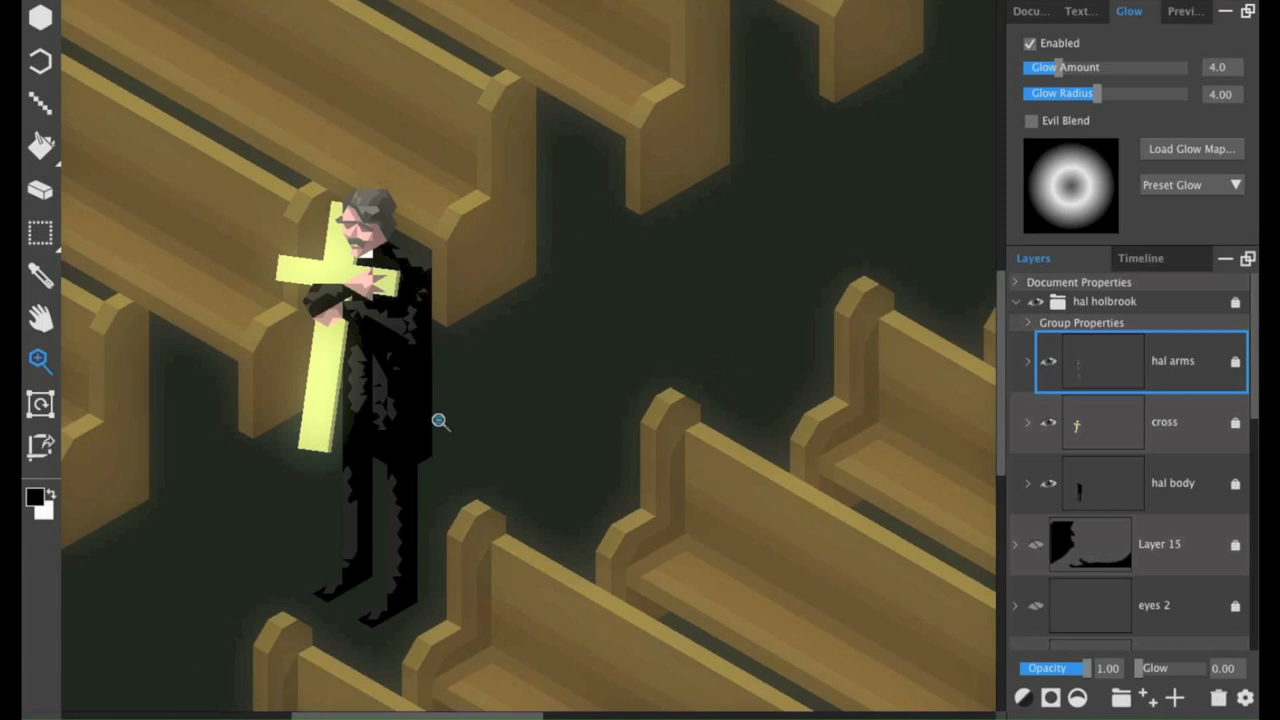 Docu... Text... Glow Previ...
Enabled
Glow Amount 4.0
Glow Radius 4.00
Evil Blend
Load Glow Map...
Preset Glow
Layers Timeline
Document Properties
hal holbrook
Group Properties
hal arms
cross
hal body
Layer 15
eyes 2
Opacity 1.00 Glow 0.00